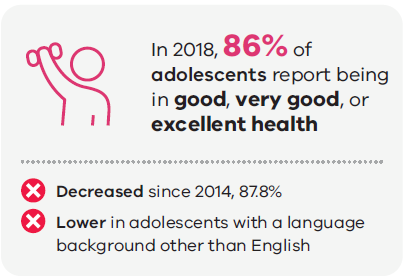 In 2018, 86% of
adolescents report being
in good, very good, or
excellent health
Decreased since 2014, 87.8%
Lower in adolescents with a language
background other than English